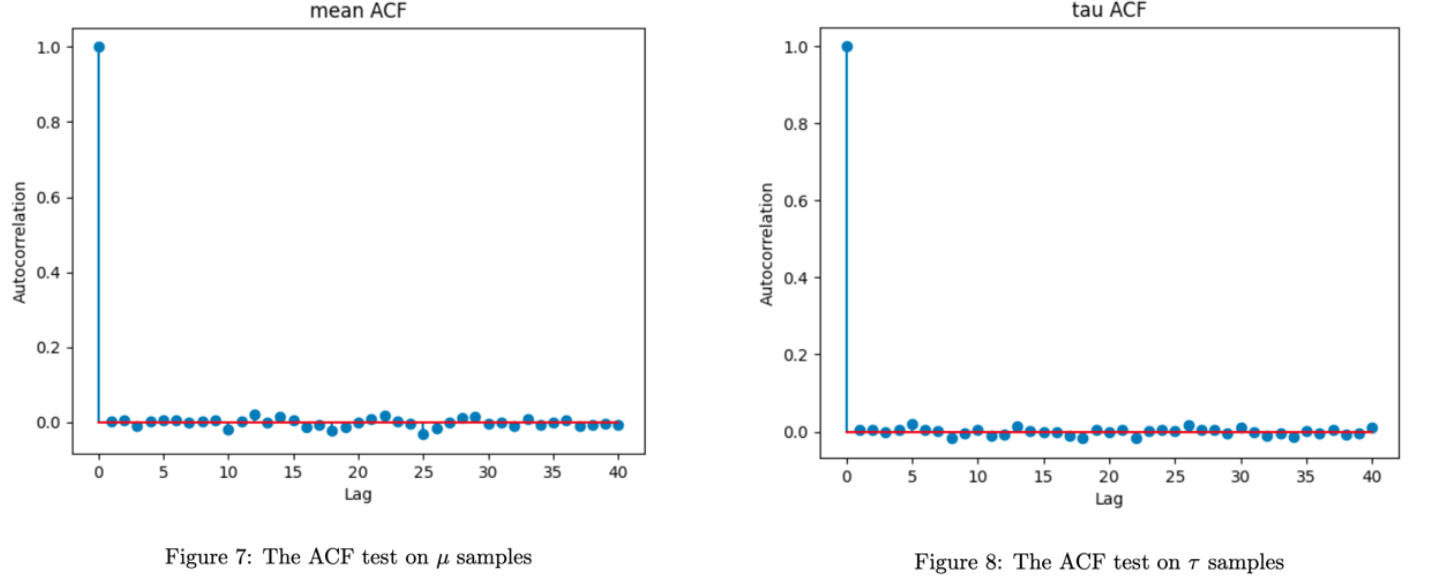 mean ACF
1.0
0.8
0.6
0.4
0.2
0.0
Autocorrelation
0 5 10 15 20 25 30 35 40
Lag
Figure 7: The ACF test on μ samples
tau ACF
1.0
0.8
0.6
0.4
0.2
0.0
Autocorrelation
0 5 10 15 20 25 30 35 40
Lag
Figure 8: The ACF test on τ samples